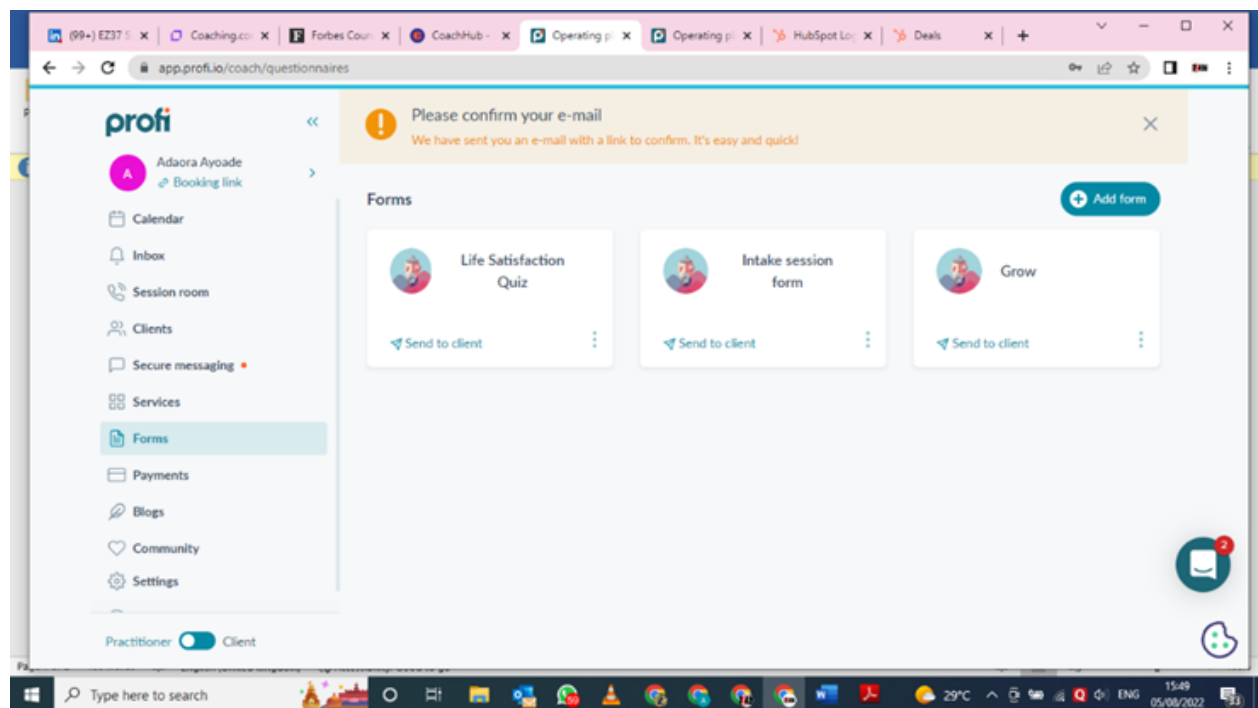 (99+) EZ37 S
Coaching.co
Forbes Coun
CoachHub -
Operating pl
Operating pl
HubSpot Log
Deals
app.profi.io/coach/questionnaires
profi
Please confirm your e-mail
We have sent you an e-mail with a link to confirm. It's easy and quick!
A
Adaora Ayoade
Booking link
Forms
Add form
Calendar
Inbox
Session room
Clients
Secure messaging
Services
Forms
Payments
Blogs
Community
Settings
Life Satisfaction
Quiz
Send to client
Intake session
form
Send to client
Grow
Send to client
2
Practitioner
Client
Type here to search
29°C
ENG
15:49
05/08/2022